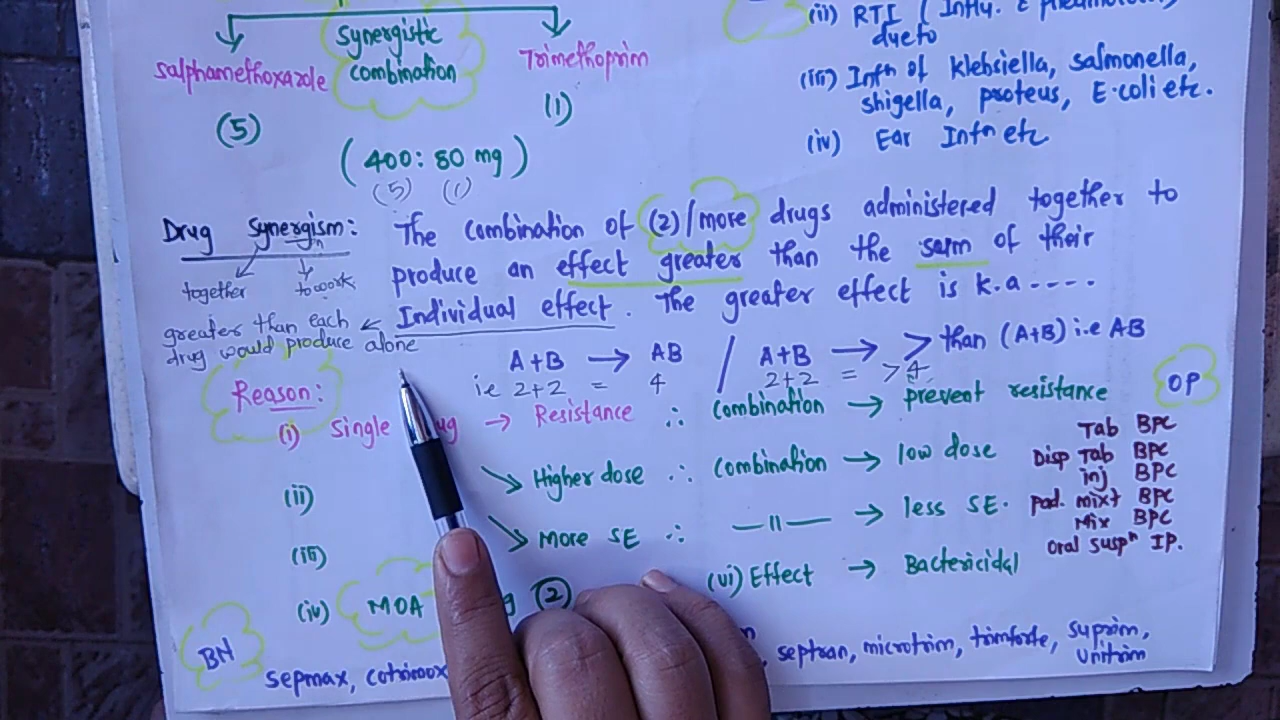 (ii) RTI ( Influ. &
synergistic dueto
salphamethoxazole combination Trimethoprim (iii) Infⁿ of klebsiella, salmonella,
shigella, proteus, E.coli etc.
(5) (1)
(iv) Ear Infⁿ etc
( 400: 80 mg )
(5) (1)
Drug Synergism: The combination of (2)/more drugs administered together to
together to work produce an effect greater than the sum of their
greater than each Individual effect. The greater effect is k.a ----.
drug would produce alone
A+B → AB / A+B → > than (A+B) i.e AB
ie 2+2 = 4 2+2 = >4
Reason: OP
(i) Single → Resistance ∴ combination → prevent resistance
Tab BPC
(ii) Higher dose ∴ combination → low dose Disp Tab BPC
inj BPC
(iii) More SE ∴ —11— → less SE. pad. mixt BPC
Mix BPC
Oral suspⁿ IP.
(iv) MOA (2) (vi) Effect → Bactericidal
BN
sepmax, septran, microtrim, trimforte, suprim,
unitrim